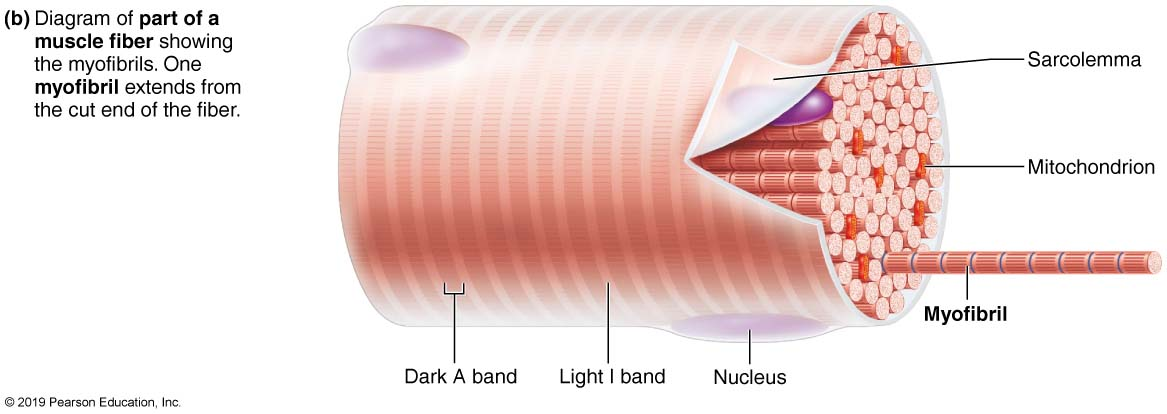 (b) Diagram of part of a
muscle fiber showing
the myofibrils. One
myofibril extends from
the cut end of the fiber.
Sarcolemma
Mitochondrion
Myofibril
Dark A band
Light I band
Nucleus
© 2019 Pearson Education, Inc.